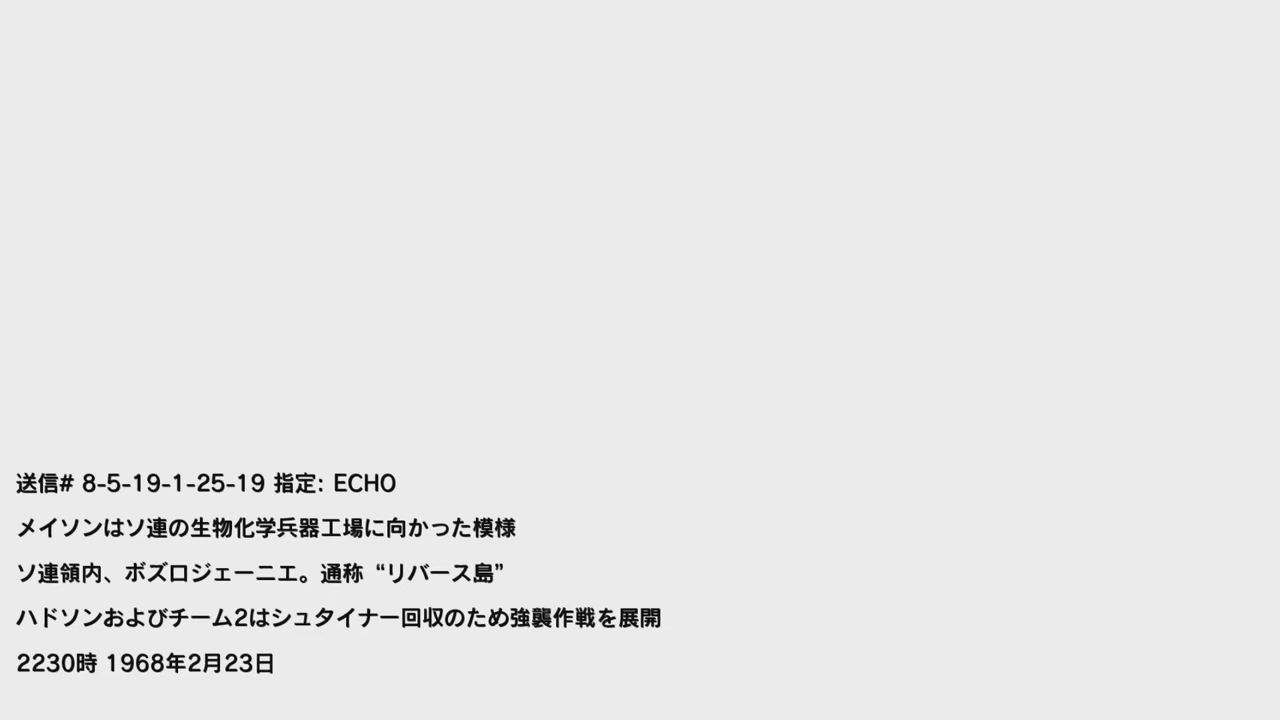 送信# 8-5-19-1-25-19 指定: ECHO
メイソンはソ連の生物化学兵器工場に向かった模様
ソ連領内、ボズロジェーニエ。通称 “リバース島”
ハドソンおよびチーム2はシュタイナー回収のため強襲作戦を展開
2230時 1968年2月23日